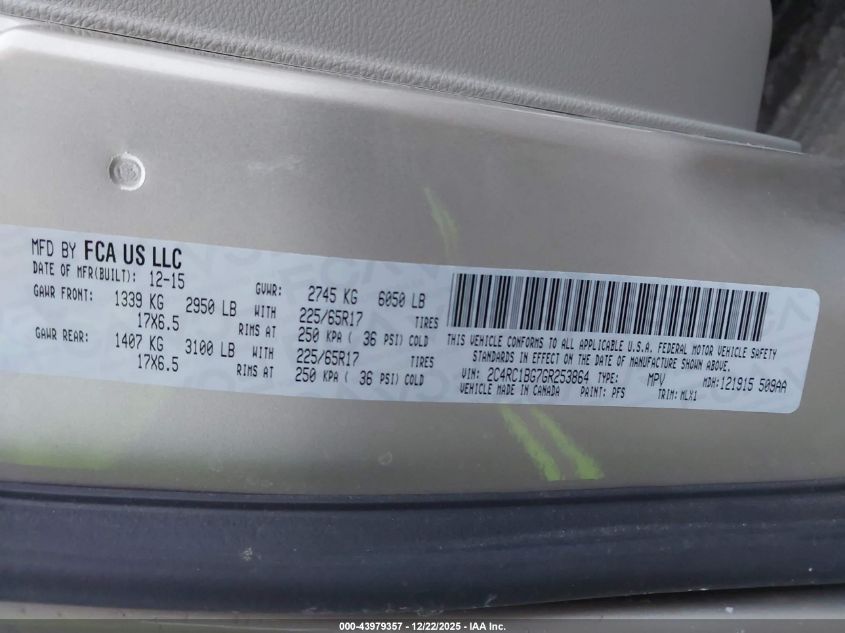 MFD BY FCA US LLC
DATE OF MFR(BUILT): 12-15
GVWR: 2745 KG 6050 LB
GAWR FRONT: 1339 KG 2950 LB WITH 225/65R17 TIRES
17X6.5 RIMS AT 250 KPA ( 36 PSI) COLD
GAWR REAR: 1407 KG 3100 LB WITH 225/65R17 TIRES
17X6.5 RIMS AT 250 KPA ( 36 PSI) COLD
THIS VEHICLE CONFORMS TO ALL APPLICABLE U.S.A. FEDERAL MOTOR VEHICLE SAFETY
STANDARDS IN EFFECT ON THE DATE OF MANUFACTURE SHOWN ABOVE.
VIN: 2C4RC1BG7GR253864 TYPE: MPV MDH: 121915 509AA
VEHICLE MADE IN CANADA PAINT: PFS TRIM: MLX1
000-43979357 - 12/22/2025 - IAA Inc.